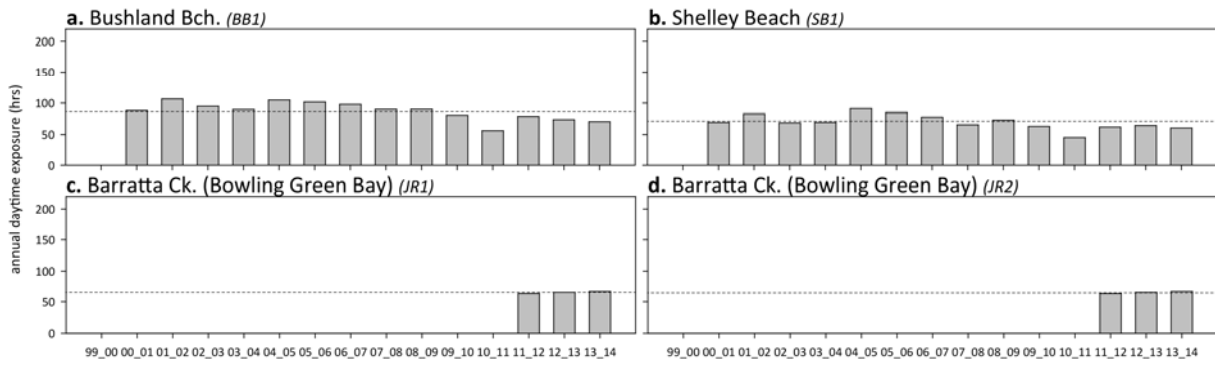 a. Bushland Bch. (BB1)
b. Shelley Beach (SB1)
200
150
100
50
0
200
150
100
50
0
c. Barratta Ck. (Bowling Green Bay) (JR1)
d. Barratta Ck. (Bowling Green Bay) (JR2)
200
150
100
50
0
200
150
100
50
0
annual daytime exposure (hrs)
99_00 00_01 01_02 02_03 03_04 04_05 05_06 06_07 07_08 08_09 09_10 10_11 11_12 12_13 13_14
99_00 00_01 01_02 02_03 03_04 04_05 05_06 06_07 07_08 08_09 09_10 10_11 11_12 12_13 13_14